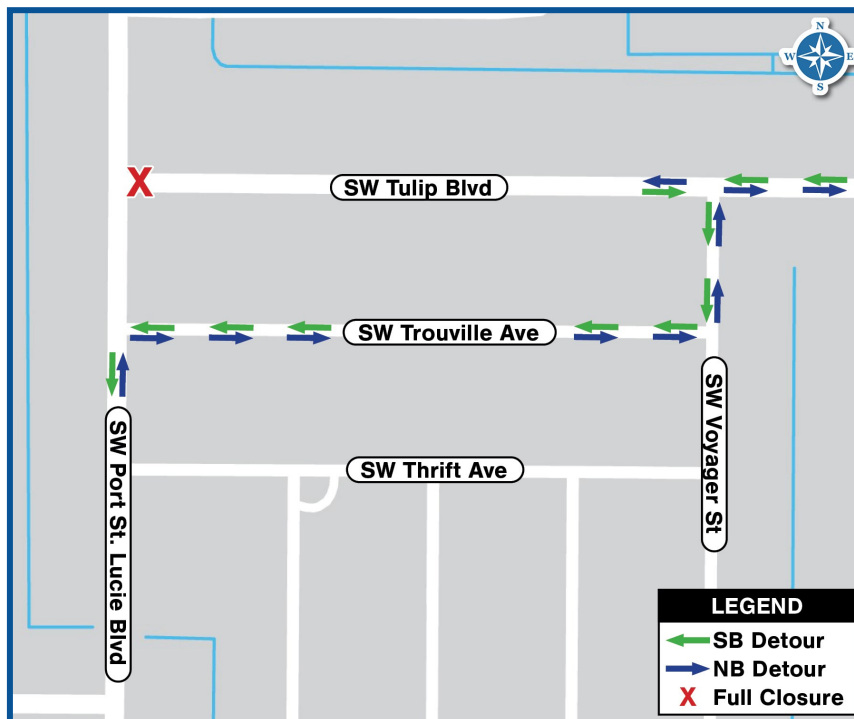 N
W E
S
SW Tulip Blvd
SW Trouville Ave
SW Thrift Ave
SW Port St. Lucie Blvd
SW Voyager St
X
LEGEND
SB Detour
NB Detour
X Full Closure